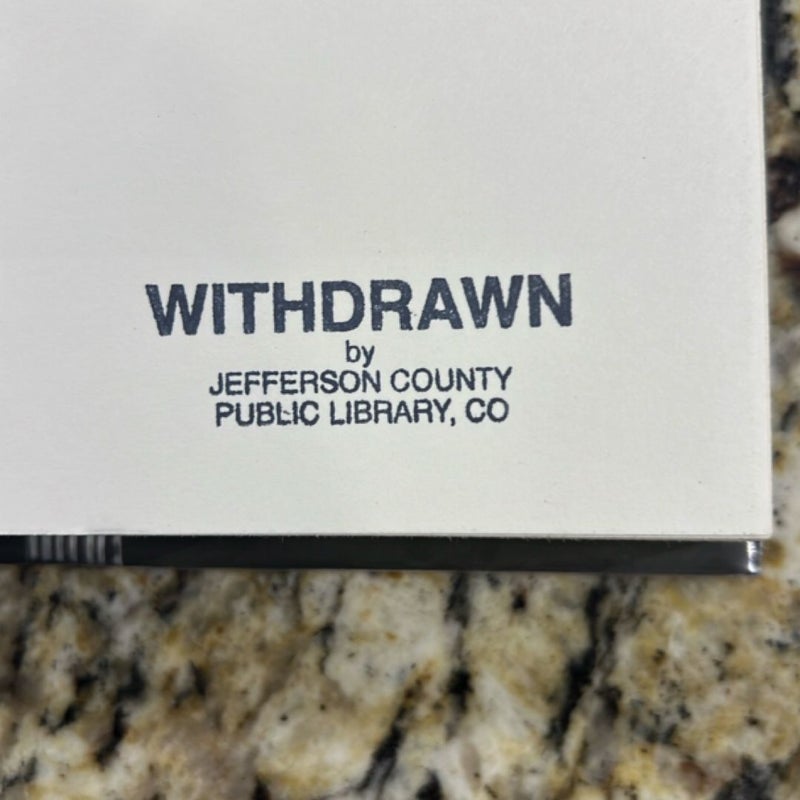 WITHDRAWN
by
JEFFERSON COUNTY
PUBLIC LIBRARY, CO